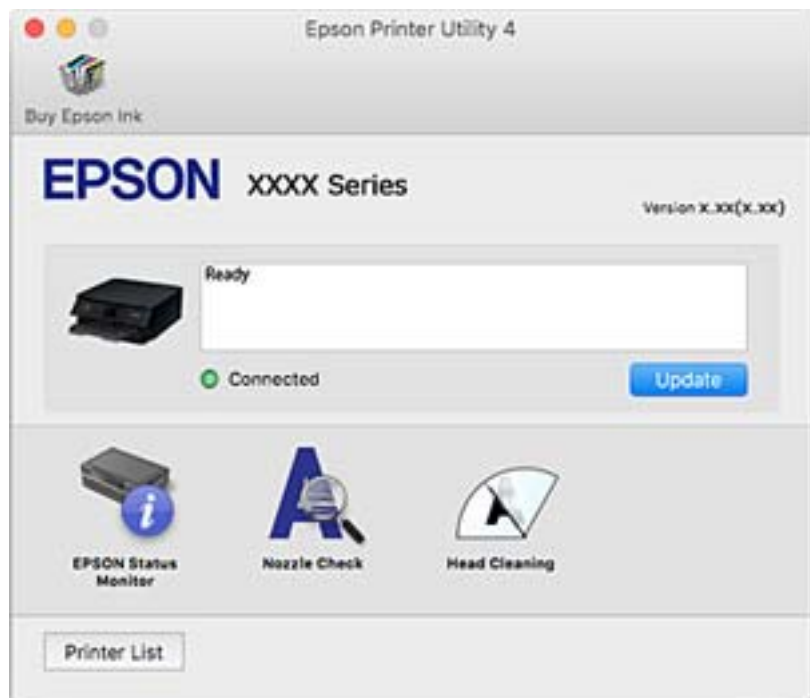 Epson Printer Utility 4
Buy Epson Ink
EPSON XXXX Series
Version X.XX(X.XX)
Ready
Connected
Update
EPSON Status
Monitor
Nozzle Check
Head Cleaning
Printer List